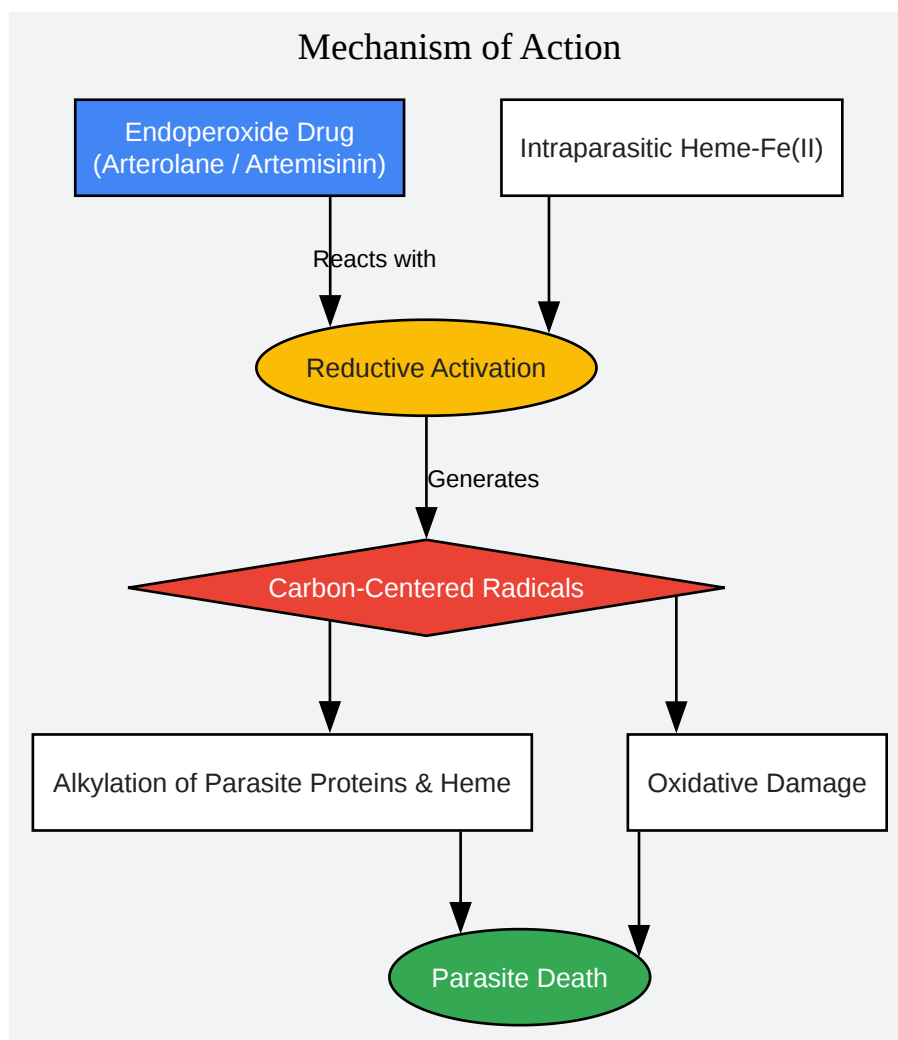 Mechanism of Action
Endoperoxide Drug
(Arterolane / Artemisinin)
Intraparasitic Heme-Fe(II)
Reacts with
Reductive Activation
Generates
Carbon-Centered Radicals
Alkylation of Parasite Proteins & Heme
Oxidative Damage
Parasite Death